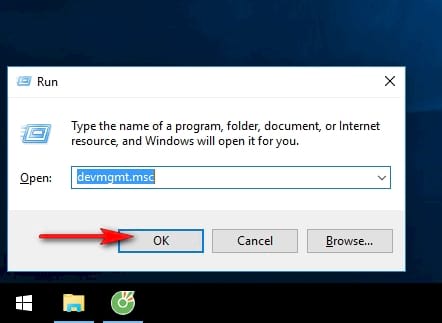 Run
Type the name of a program, folder, document, or Internet
resource, and Windows will open it for you.
Open: devmgmt.msc
OK Cancel Browse...